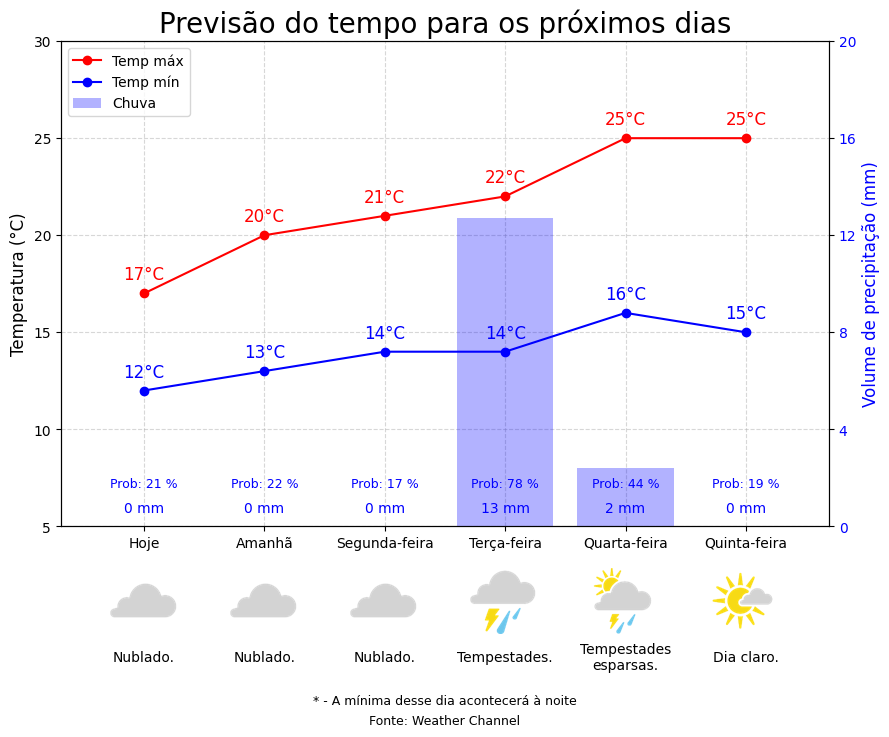 Previsão do tempo para os próximos dias
30
25
20
15
10
5
Temperatura (°C)
20
16
12
8
4
0
Volume de precipitação (mm)
Temp máx
Temp mín
Chuva
17°C
20°C
21°C
22°C
25°C
25°C
12°C
13°C
14°C
14°C
16°C
15°C
Prob: 21 % Prob: 22 % Prob: 17 % Prob: 78 % Prob: 44 % Prob: 19 %
0 mm 0 mm 0 mm 13 mm 2 mm 0 mm
Hoje Amanhã Segunda-feira Terça-feira Quarta-feira Quinta-feira
Nublado. Nublado. Nublado. Tempestades. Tempestades
esparsas. Dia claro.
* - A mínima desse dia acontecerá à noite
Fonte: Weather Channel